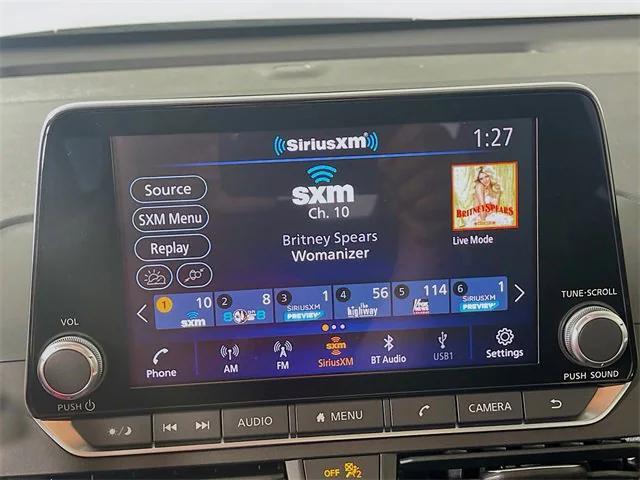 SiriusXM
1:27
Source
SXM Menu
Replay
sxm
Ch. 10
Britney Spears
Womanizer
BRITNEY SPEARS
Live Mode
1 10 sxm
2 8
3 1 SIRIUSXM PREVIEW
4 56 the highway
5 114
6 1 SIRIUSXM PREVIEW
Phone
AM
FM
sxm
SiriusXM
BT Audio
USB1
Settings
VOL
PUSH
TUNE-SCROLL
PUSH SOUND
AUDIO
MENU
CAMERA
OFF 2